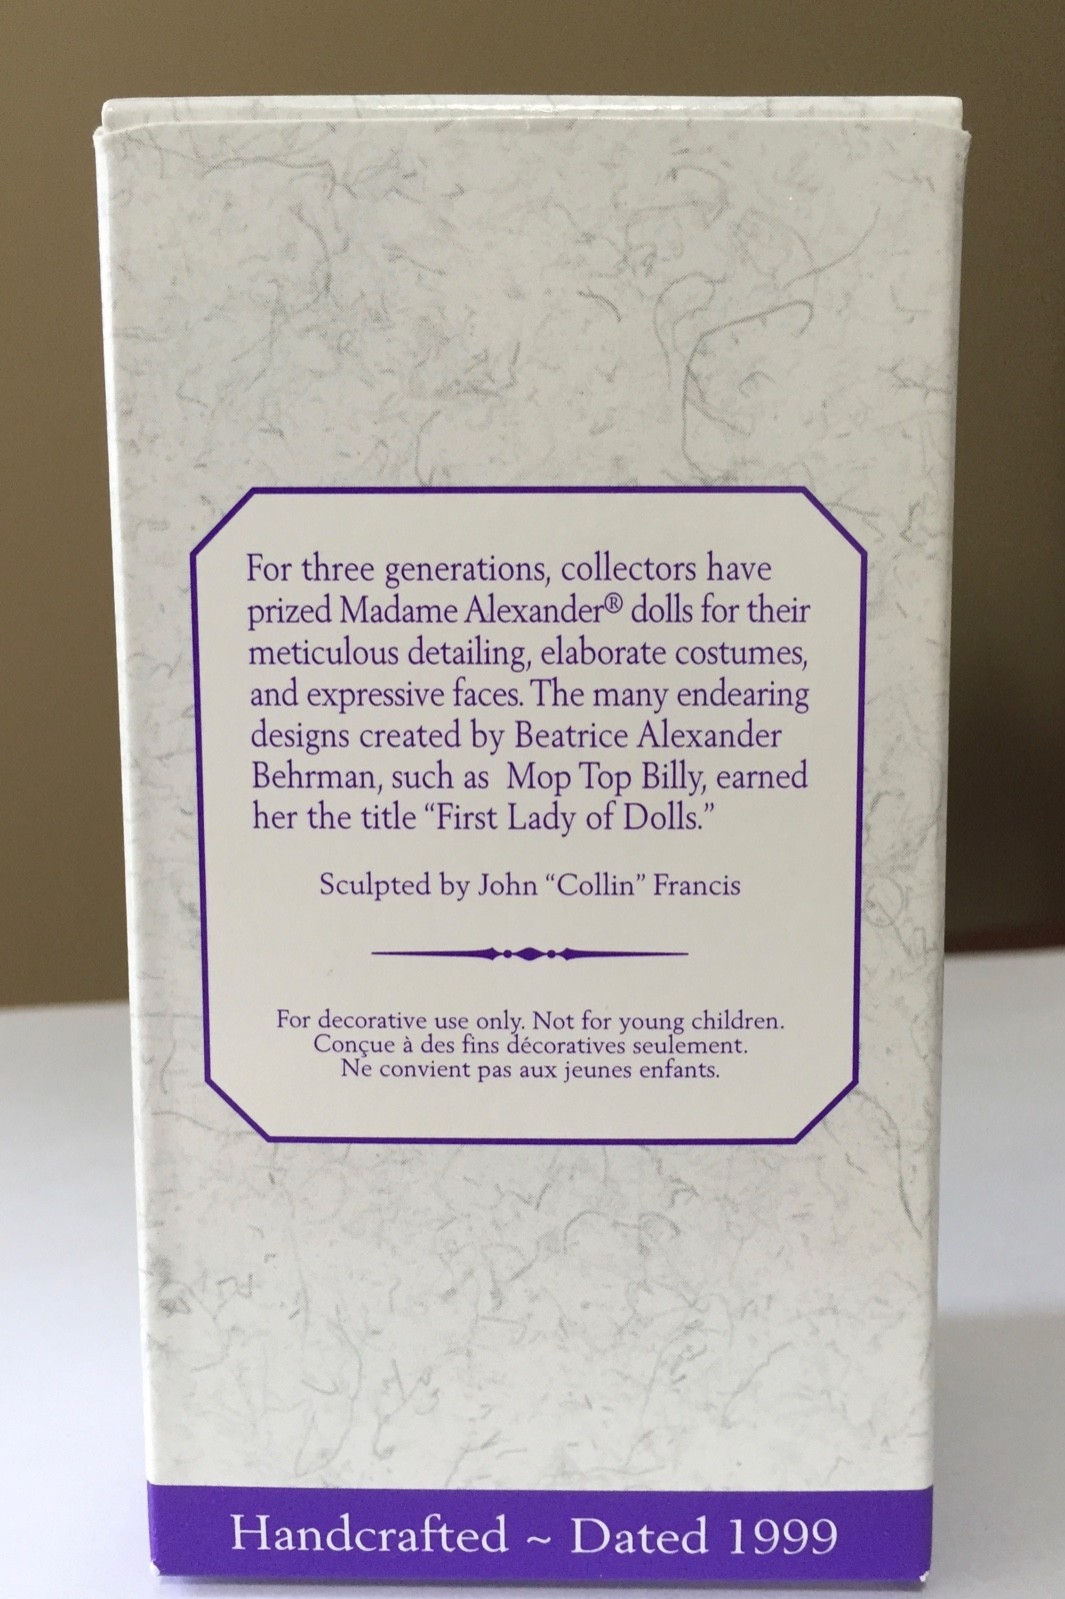 For three generations, collectors have
prized Madame Alexander® dolls for their
meticulous detailing, elaborate costumes,
and expressive faces. The many endearing
designs created by Beatrice Alexander
Behrman, such as  Mop Top Billy, earned
her the title “First Lady of Dolls.”
Sculpted by John “Collin” Francis
For decorative use only. Not for young children.
Conçue à des fins décoratives seulement.
Ne convient pas aux jeunes enfants.
Handcrafted ~ Dated 1999